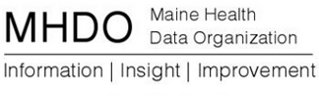 MHDO Maine Health
Data Organization
Information | Insight | Improvement